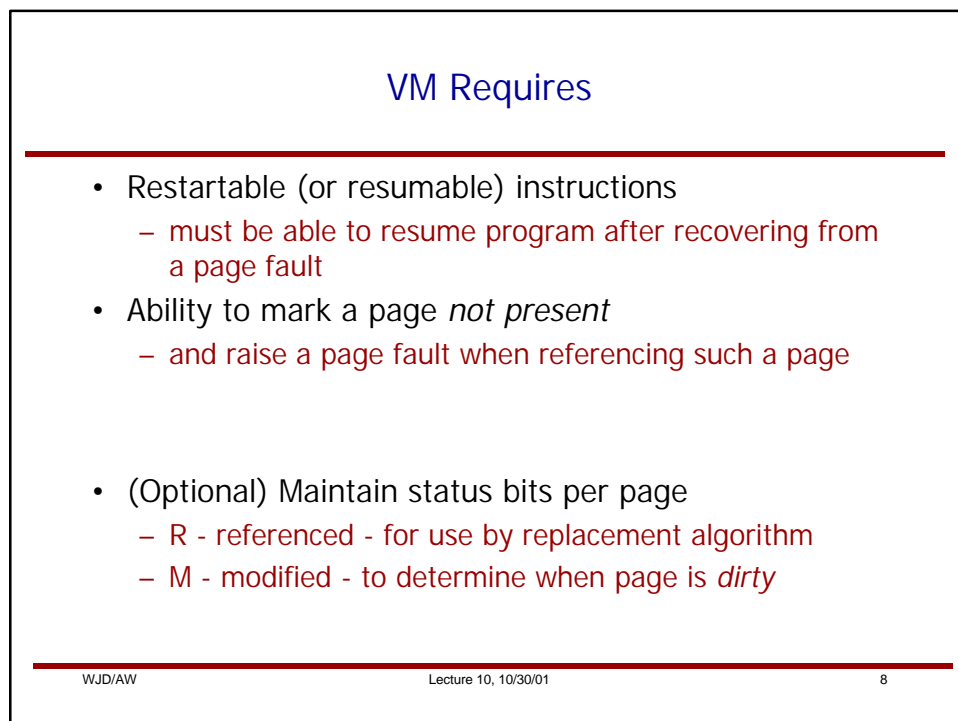 VM Requires
• Restartable (or resumable) instructions
– must be able to resume program after recovering from
a page fault
• Ability to mark a page not present
– and raise a page fault when referencing such a page
• (Optional) Maintain status bits per page
– R - referenced - for use by replacement algorithm
– M - modified - to determine when page is dirty
WJD/AW Lecture 10, 10/30/01 8